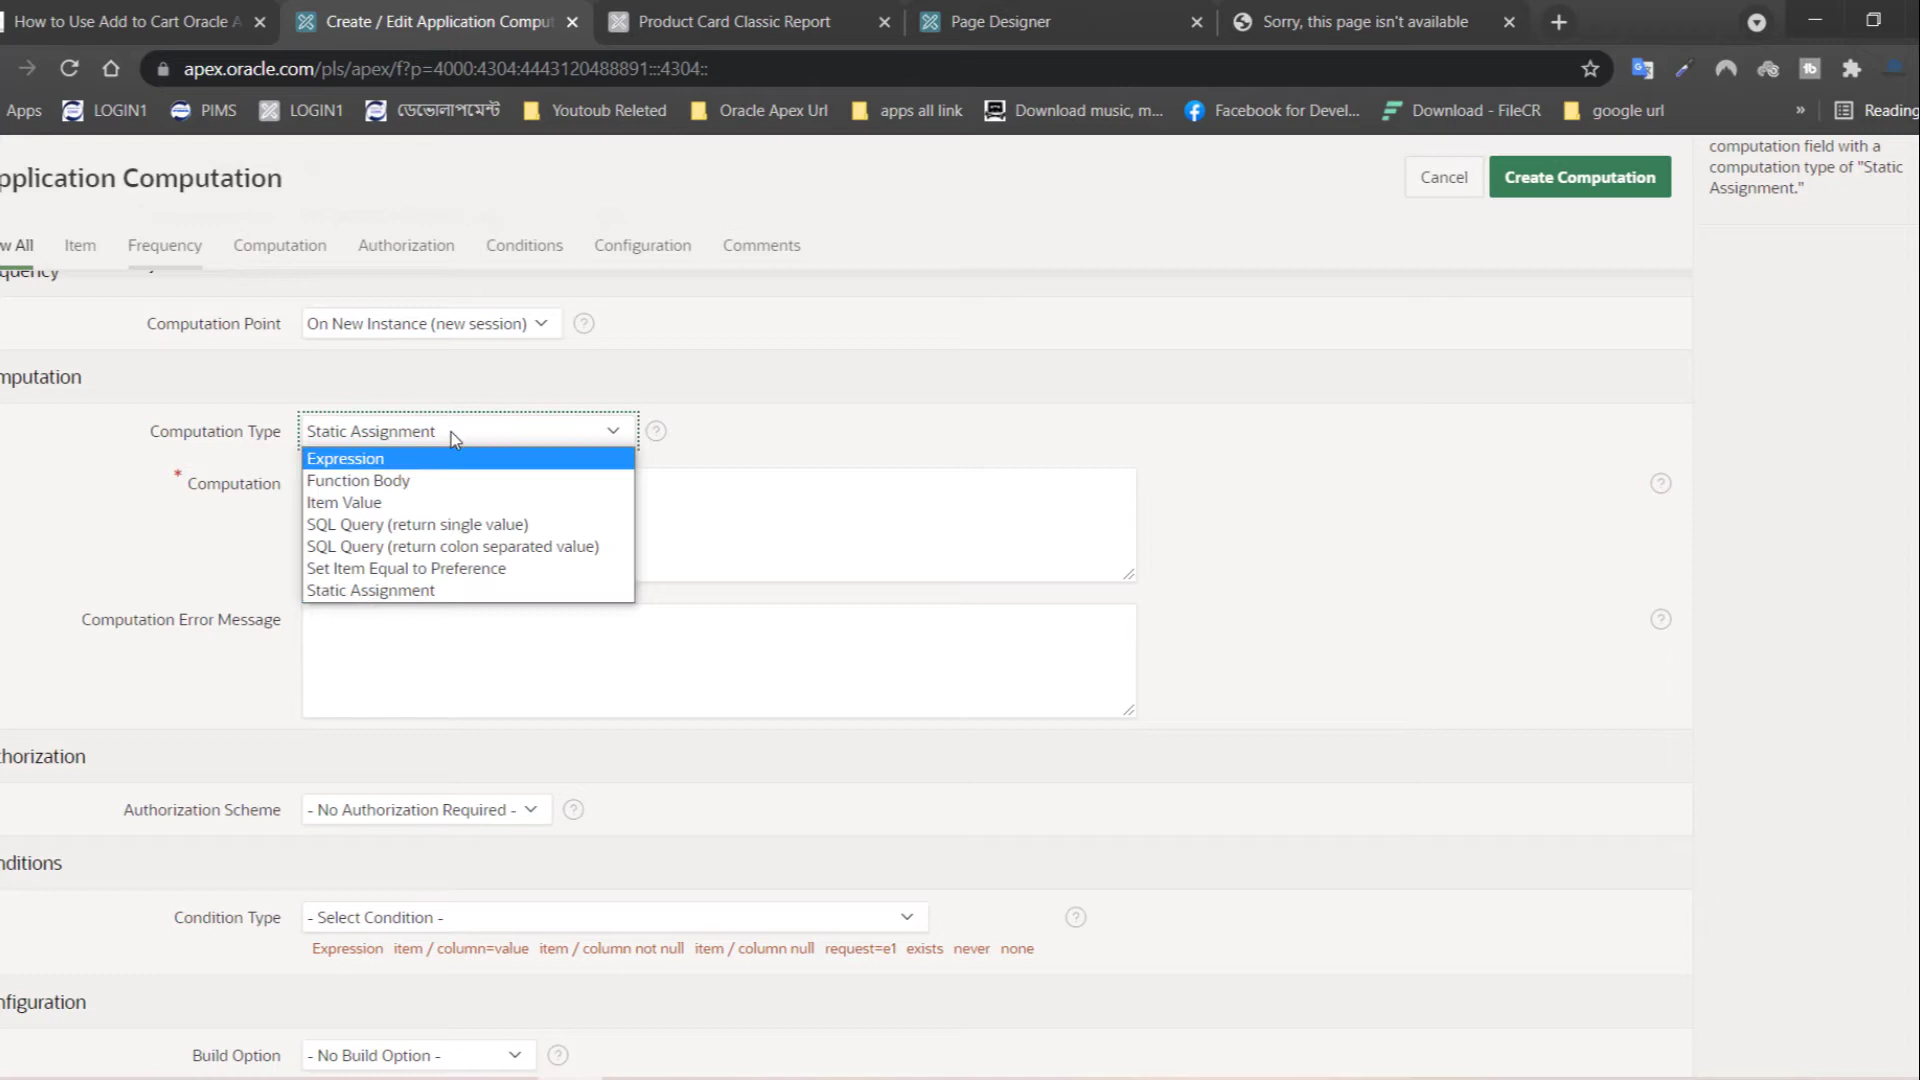 How to Use Add to Cart Oracle A
Create / Edit Application Comput
Product Card Classic Report
Page Designer
Sorry, this page isn't available
apex.oracle.com/pls/apex/f?p=4000:4304:4443120488891:::4304::
Apps LOGIN1 PIMS LOGIN1 ডেভোলাপমেন্ট Youtoub Releted Oracle Apex Url apps all link Download music, m... Facebook for Devel... Download - FileCR google url » Reading
computation field with a
computation type of "Static
Assignment."
pplication Computation
Cancel Create Computation
w All Item Frequency Computation Authorization Conditions Configuration Comments
quency
Computation Point On New Instance (new session)
mputation
Computation Type Static Assignment
Expression
Function Body
Item Value
SQL Query (return single value)
SQL Query (return colon separated value)
Set Item Equal to Preference
Static Assignment
* Computation
Computation Error Message
thorization
Authorization Scheme - No Authorization Required -
nditions
Condition Type - Select Condition -
Expression item / column=value item / column not null item / column null request=e1 exists never none
nfiguration
Build Option - No Build Option -